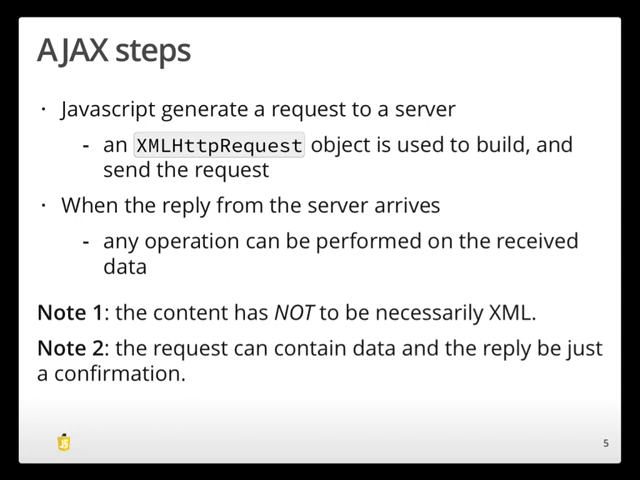 AJAX steps
· Javascript generate a request to a server
- an XMLHttpRequest object is used to build, and
send the request
· When the reply from the server arrives
- any operation can be performed on the received
data
Note 1: the content has NOT to be necessarily XML.
Note 2: the request can contain data and the reply be just
a confirmation.
JS
5